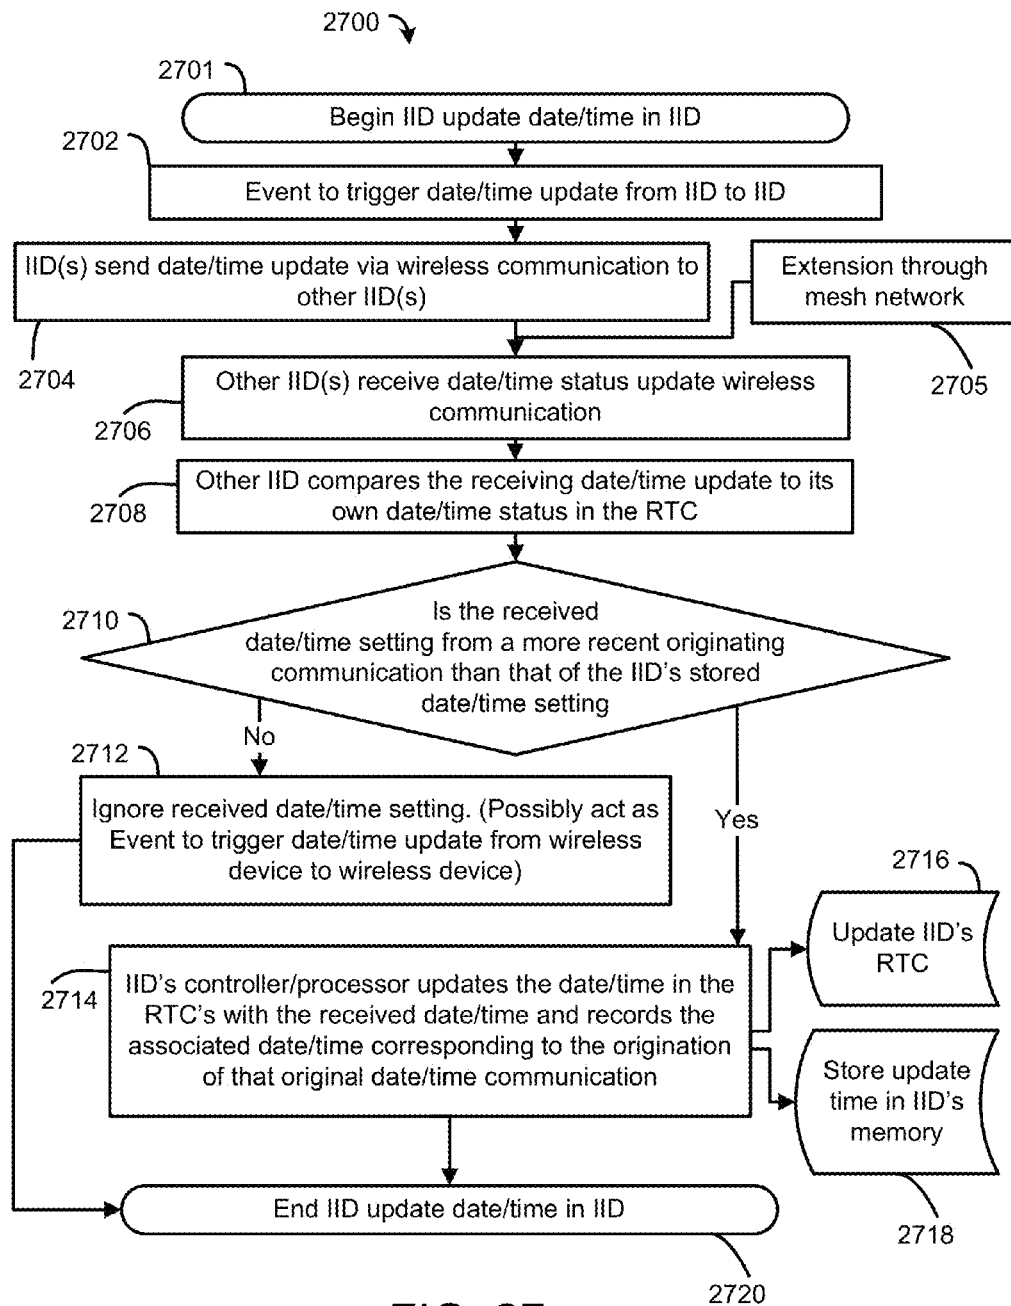 2700
2701
Begin IID update date/time in IID
2702
Event to trigger date/time update from IID to IID
IID(s) send date/time update via wireless communication to
other IID(s)
Extension through
mesh network
2704
2705
Other IID(s) receive date/time status update wireless
communication
2706
Other IID compares the receiving date/time update to its
own date/time status in the RTC
2708
2710
Is the received
date/time setting from a more recent originating
communication than that of the IID's stored
date/time setting
No
2712
Yes
Ignore received date/time setting. (Possibly act as
Event to trigger date/time update from wireless
device to wireless device)
2716
Update IID's
RTC
2714
IID's controller/processor updates the date/time in the
RTC's with the received date/time and records the
associated date/time corresponding to the origination
of that original date/time communication
Store update
time in IID's
memory
2718
End IID update date/time in IID
2720